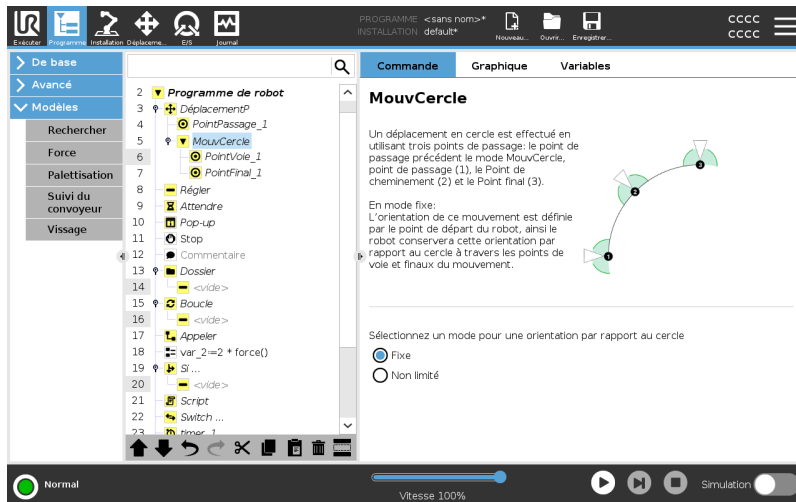 UR
PROGRAMME <sans nom>*
INSTALLATION default*
CCCC
CCCC
Exécuter
Programme
Installation
Déplaceme...
E/S
Journal
Nouveau...
Ouvrir...
Enregistrer...
De base
Avancé
Modèles
Rechercher
Force
Palettisation
Suivi du
convoyeur
Vissage
2 Programme de robot
3 DéplacementP
4 PointPassage_1
5 MouvCercle
6 PointVoie_1
7 PointFinal_1
8 Régler
9 Attendre
10 Pop-up
11 Stop
12 Commentaire
13 Dossier
14 <vide>
15 Boucle
16 <vide>
17 Appeler
18 var_2:=2 * force()
19 Si ...
20 <vide>
21 Script
22 Switch ...
23 timer_1
Commande
Graphique
Variables
MouvCercle
Un déplacement en cercle est effectué en
utilisant trois points de passage: le point de
passage précédent le mode MouvCercle,
point de passage (1), le Point de
cheminement (2) et le Point final (3).
En mode fixe:
L'orientation de ce mouvement est définie
par le point de départ du robot, ainsi le
robot conservera cette orientation par
rapport au cercle à travers les points de
voie et finaux du mouvement.
3
2
1
Sélectionnez un mode pour une orientation par rapport au cercle
Fixe
Non limité
Normal
Vitesse 100%
Simulation